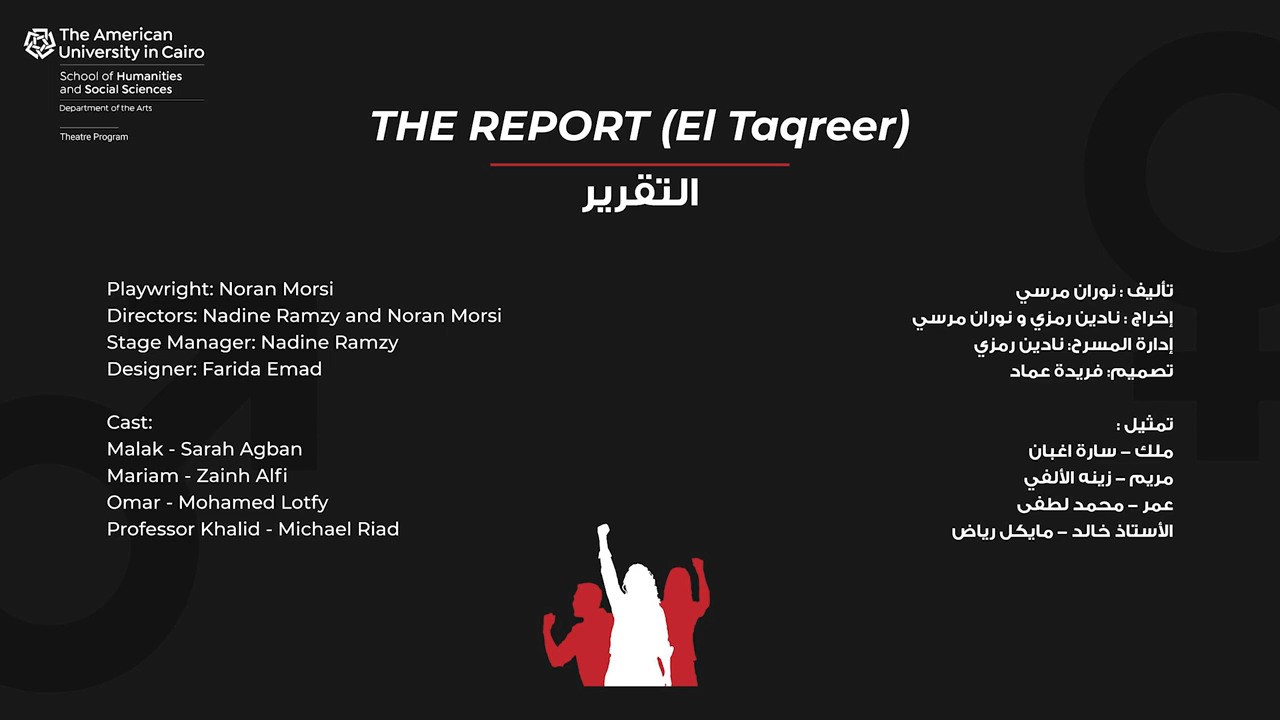 The American
University in Cairo
School of Humanities
and Social Sciences
Department of the Arts
Theatre Program
THE REPORT (El Taqreer)
التقرير
Playwright: Noran Morsi
Directors: Nadine Ramzy and Noran Morsi
Stage Manager: Nadine Ramzy
Designer: Farida Emad
Cast:
Malak - Sarah Agban
Mariam - Zainh Alfi
Omar - Mohamed Lotfy
Professor Khalid - Michael Riad
تأليف : نوران مرسي
إخراج : نادين رمزي و نوران مرسي
إدارة المسرح: نادين رمزي
تصميم: فريدة عماد
تمثيل :
ملك – سارة اغبان
مريم – زينه الألفي
عمر – محمد لطفى
الأستاذ خالد – مايكل رياض